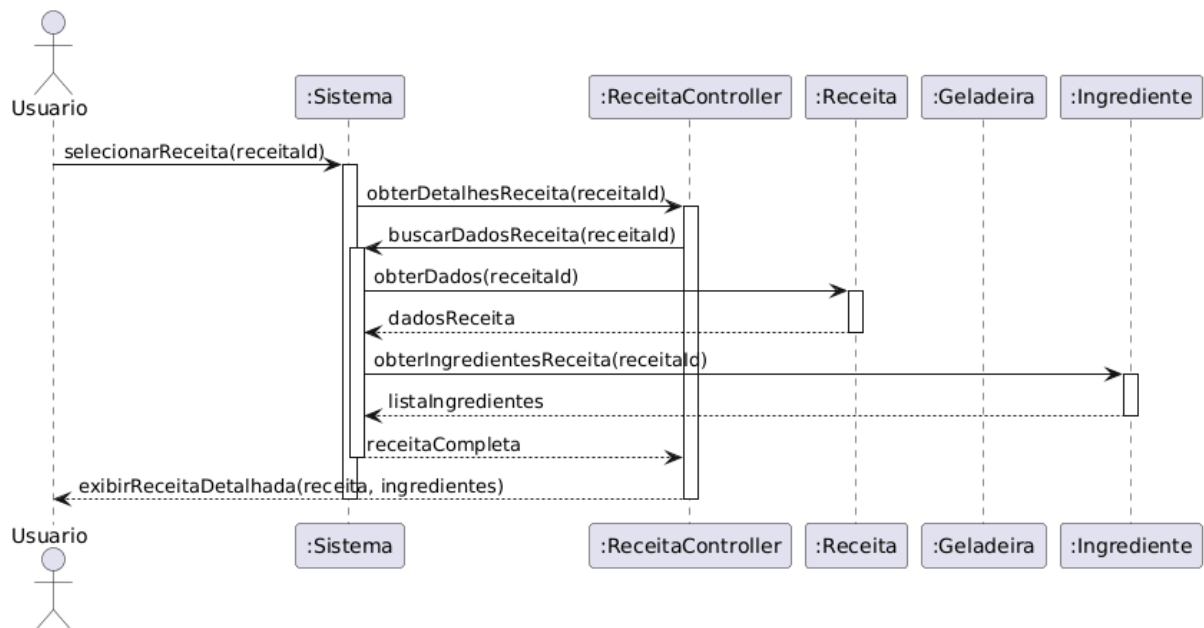 Usuario
:Sistema
:ReceitaController
:Receita
:Geladeira
:Ingrediente
selecionarReceita(receitaId)
obterDetalhesReceita(receitaId)
buscarDadosReceita(receitaId)
obterDados(receitaId)
dadosReceita
obterIngredientesReceita(receitaId)
listaIngredientes
receitaCompleta
exibirReceitaDetalhada(receita, ingredientes)
Usuario
:Sistema
:ReceitaController
:Receita
:Geladeira
:Ingrediente